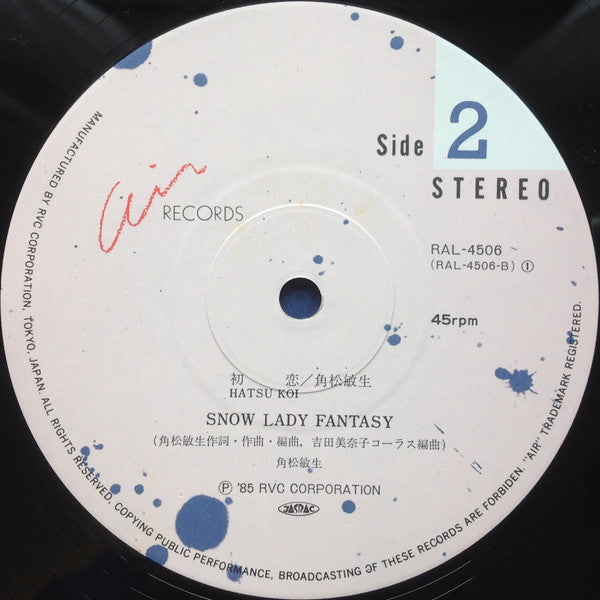 Side 2
STEREO
Air RECORDS
RAL-4506
(RAL-4506-B) ①
45rpm
初 恋／角松敏生
HATSU KOI
SNOW LADY FANTASY
(角松敏生作詞・作曲・編曲, 吉田美奈子コーラス編曲)
角松敏生
Ⓟ '85 RVC CORPORATION
JASRAC
MANUFACTURED BY RVC CORPORATION, TOKYO, JAPAN. ALL RIGHTS RESERVED, COPYING PUBLIC PERFORMANCE, BROADCASTING OF THESE RECORDS ARE FORBIDDEN. "AIR" TRADEMARK REGISTERED.